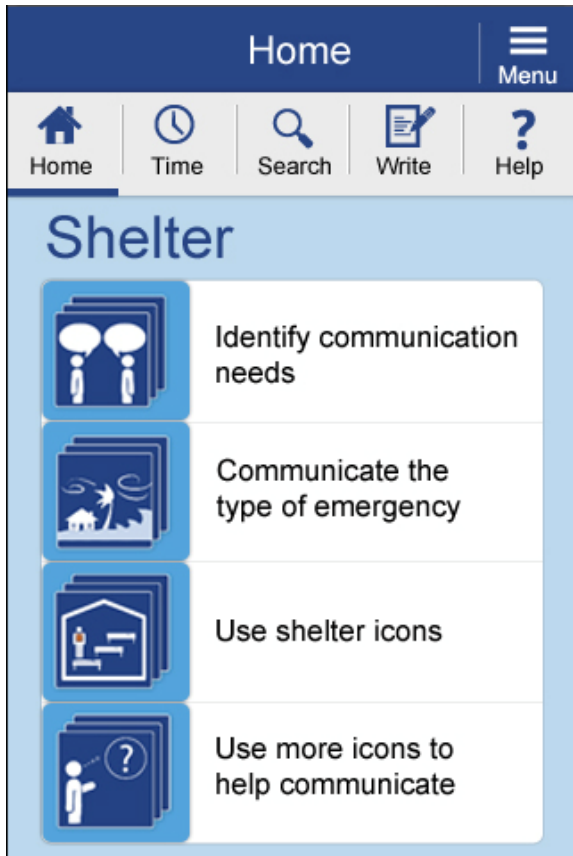 Home
Menu
Home
Time
Search
Write
?
Help
Shelter
Identify communication
needs
Communicate the
type of emergency
Use shelter icons
?
Use more icons to
help communicate